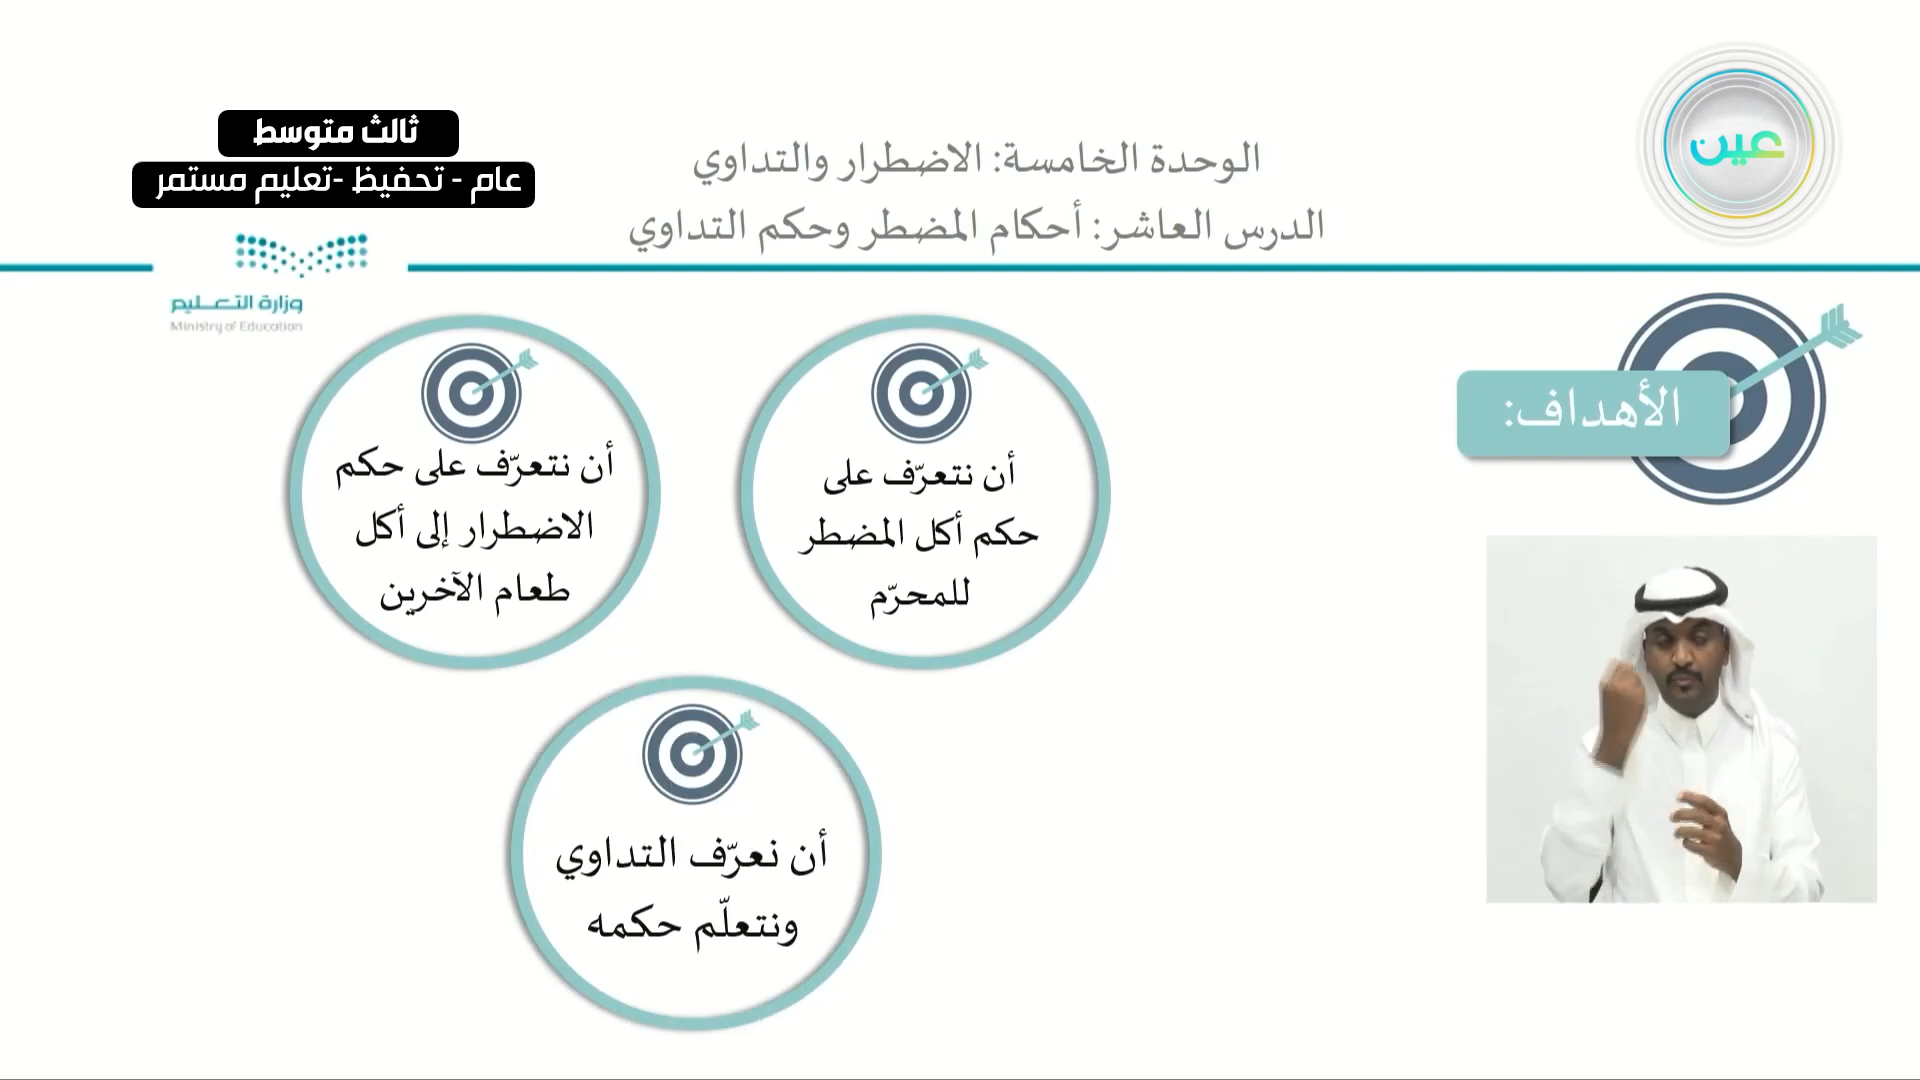 عين
الوحدة الخامسة: الاضطرار والتداوي
الدرس العاشر: أحكام المضطر وحكم التداوي
ثالث متوسط
عام - تحفيظ -تعليم مستمر
وزارة التعليم
Ministry of Education
الأهداف:
أن نتعرّف على
حكم أكل المضطر
للمحرّم
أن نتعرّف على حكم
الاضطرار إلى أكل
طعام الآخرين
أن نعرّف التداوي
ونتعلّم حكمه